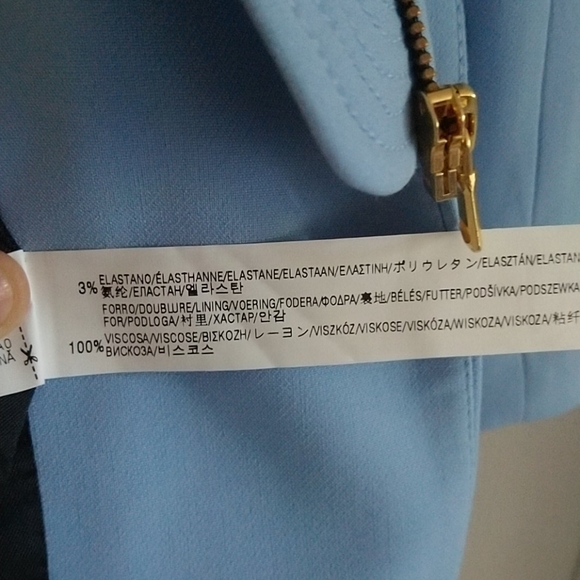 3% ELASTANO/ÉLASTHANNE/ELASTANE/ELASTAAN/ΕΛΑΣΤΙΝΗ/ポリウレタン/ELASZTÁN/ELASTAN
氨纶/ЕПАСТАН/엘라스탄
FORRO/DOUBLURE/LINING/VOERING/FODERA/ΦΟΔΡΑ/裏地/BÉLÉS/FUTTER/PODŠÍVKA/PODSZEWKA
FOR/PODLOGA/衬里/ХАСТАР/안감
100% VISCOSA/VISCOSE/ΒΙΣΚΟΖΗ/レーヨン/VISZKÓZ/VISKOSE/VISKÓZA/WISKOZA/VISKOZA/粘纤
ВИСКОЗА/비스코스